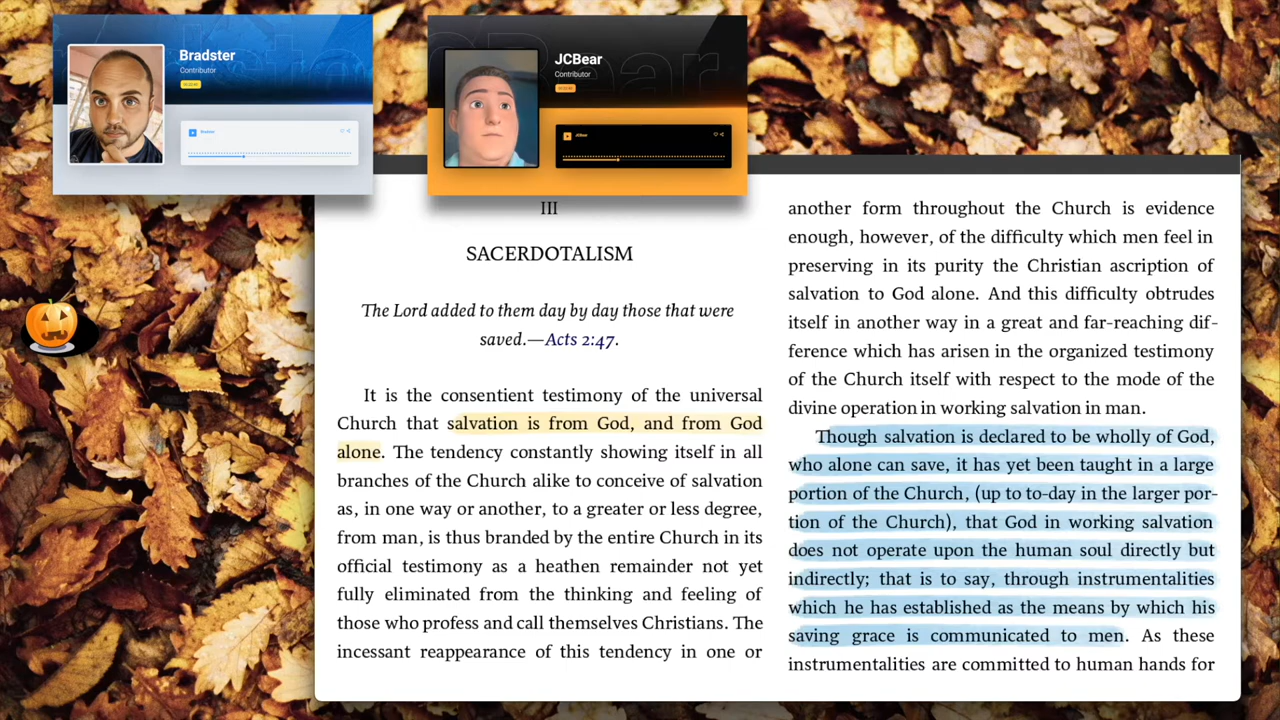 Bradster
Contributor
Bradster
JCBear
Contributor
JCBear
III
SACERDOTALISM
The Lord added to them day by day those that were
saved.—Acts 2:47.
It is the consentient testimony of the universal
Church that salvation is from God, and from God
alone. The tendency constantly showing itself in all
branches of the Church alike to conceive of salvation
as, in one way or another, to a greater or less degree,
from man, is thus branded by the entire Church in its
official testimony as a heathen remainder not yet
fully eliminated from the thinking and feeling of
those who profess and call themselves Christians. The
incessant reappearance of this tendency in one or
another form throughout the Church is evidence
enough, however, of the difficulty which men feel in
preserving in its purity the Christian ascription of
salvation to God alone. And this difficulty obtrudes
itself in another way in a great and far-reaching dif-
ference which has arisen in the organized testimony
of the Church itself with respect to the mode of the
divine operation in working salvation in man.
Though salvation is declared to be wholly of God,
who alone can save, it has yet been taught in a large
portion of the Church, (up to to-day in the larger por-
tion of the Church), that God in working salvation
does not operate upon the human soul directly but
indirectly; that is to say, through instrumentalities
which he has established as the means by which his
saving grace is communicated to men. As these
instrumentalities are committed to human hands for